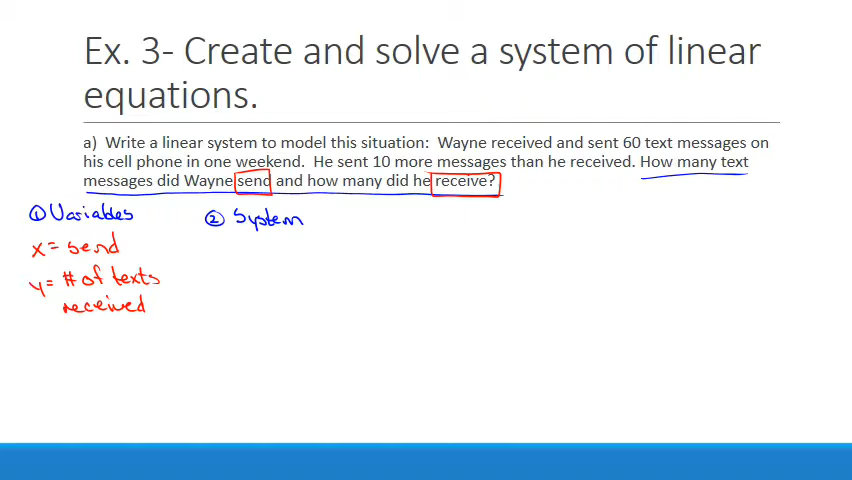 Ex. 3- Create and solve a system of linear
equations.
a) Write a linear system to model this situation: Wayne received and sent 60 text messages on
his cell phone in one weekend. He sent 10 more messages than he received. How many text
messages did Wayne send and how many did he receive?
① Variables
② System
x = send
y = # of texts
received